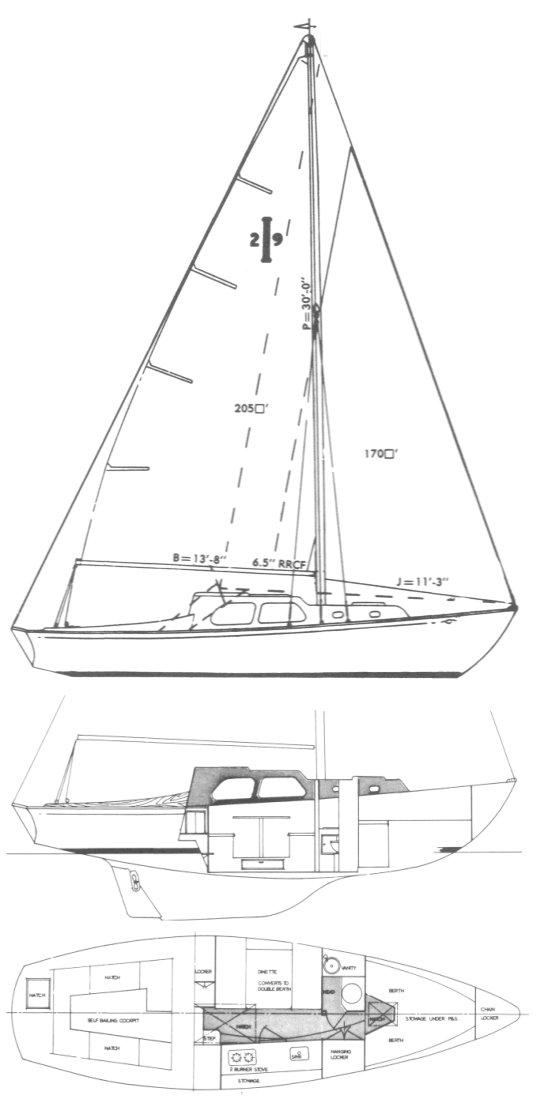 2 9
P=30'-0"
205□'
170□'
B=13'-8"
6.5" RRCF
J=11'-3"
LOCKER
DINETTE
CONVERTS TO
DOUBLE BERTH
VANITY
HEAD
HATCH
HATCH
SELF BAILING COCKPIT
HATCH
STEP
HATCH
HATCH
BERTH
STOWAGE UNDER P&S
BERTH
CHAIN
LOCKER
2 BURNER STOVE
SINK
HANGING
LOCKER
STOWAGE